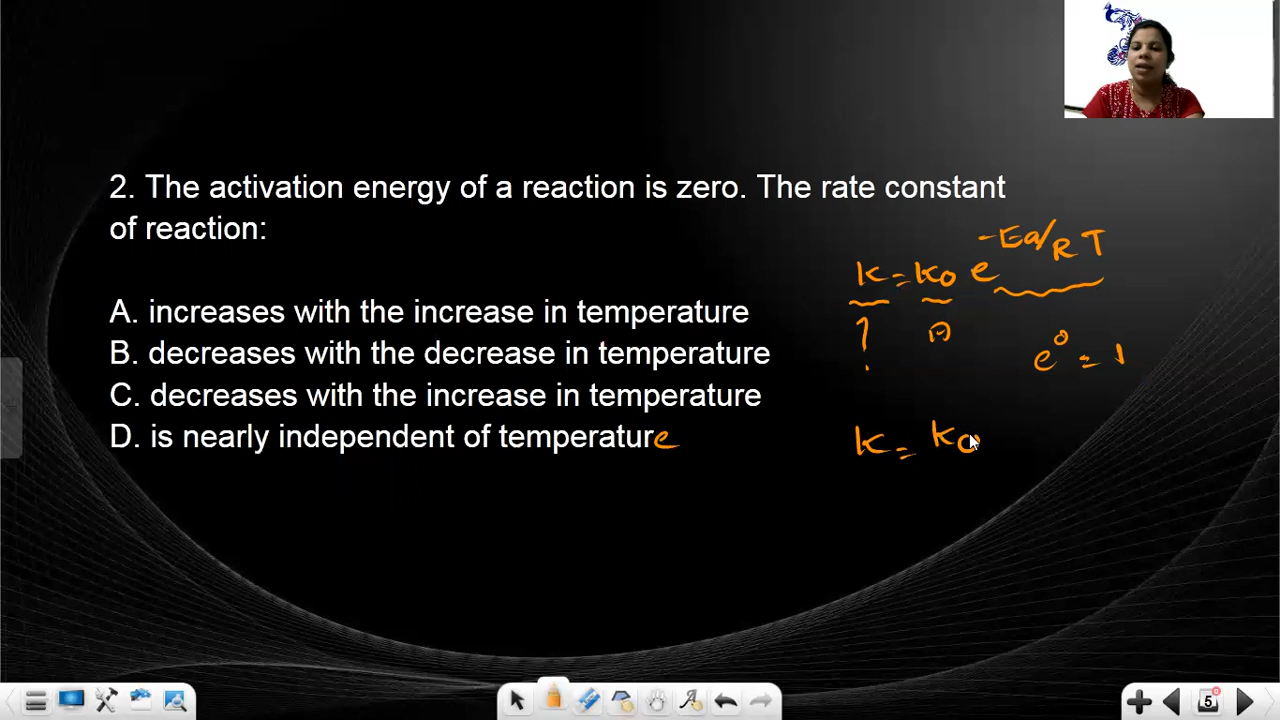 2. The activation energy of a reaction is zero. The rate constant
of reaction:
A. increases with the increase in temperature
B. decreases with the decrease in temperature
C. decreases with the increase in temperature
D. is nearly independent of temperature
k = k0 e -Ea/RT
?
e^0 = 1
k = k0
5